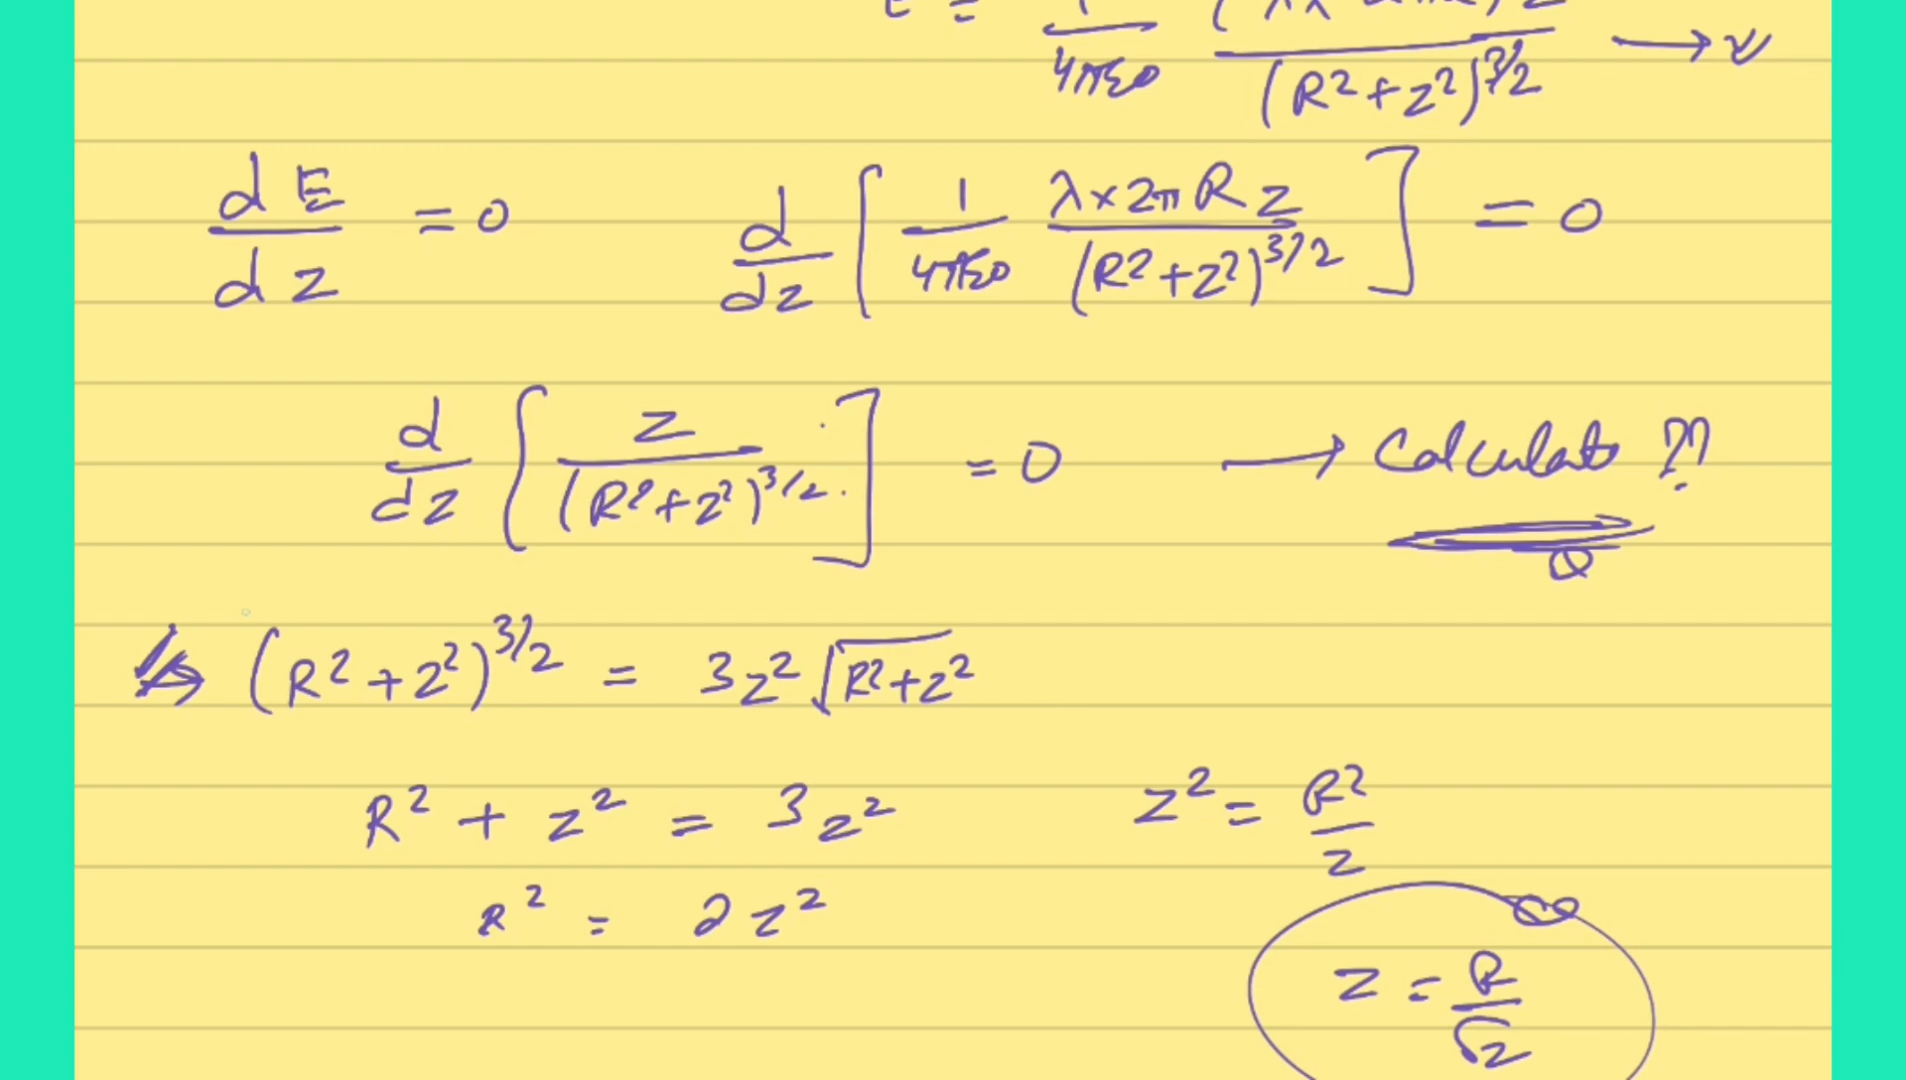 E = 1/4πε0 (λ×2πR)z/(R²+z²)^3/2 →
dE/dz = 0 d/dz [1/4πε0 λ×2πRz/(R²+z²)^3/2] = 0
d/dz [z/(R²+z²)^3/2] = 0 → Calculate ??
(R²+z²)^3/2 = 3z²√R²+z²
R² + z² = 3z² z² = R²/2
R² = 2z²
z = R/√2